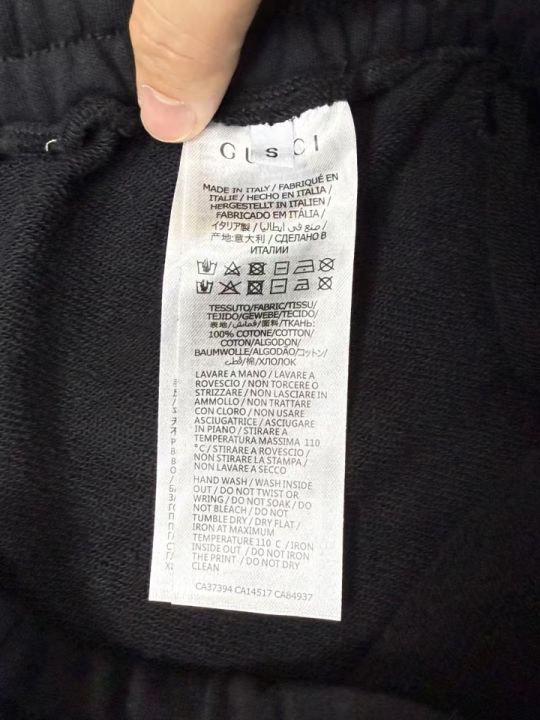 GUCCI
S
MADE IN ITALY / FABRIQUÉ EN
ITALIE / HECHO EN ITALIA /
HERGESTELLT IN ITALIEN /
FABRICADO EM ITÁLIA /
イタリア製 / صنع في ايطاليا /
产地:意大利 / СДЕЛАНО В
ИТАЛИИ
TESSUTO/FABRIC/TISSU/
TEJIDO/GEWEBE/TECIDO/
表地/قماش/面料/ТКАНЬ:
100% COTONE/COTTON/
COTON/ALGODON/
BAUMWOLLE/ALGODÃO/コットン/
قطن/棉/ХЛОПОК
LAVARE A MANO / LAVARE A
ROVESCIO / NON TORCERE O
STRIZZARE / NON LASCIARE IN
AMMOLLO / NON TRATTARE
CON CLORO / NON USARE
ASCIUGATRICE / ASCIUGARE
IN PIANO / STIRARE A
TEMPERATURA MASSIMA 110
°C / STIRARE A ROVESCIO /
NON STIRARE LA STAMPA /
NON LAVARE A SECCO
HAND WASH / WASH INSIDE
OUT / DO NOT TWIST OR
WRING / DO NOT SOAK / DO
NOT BLEACH / DO NOT
TUMBLE DRY / DRY FLAT /
IRON AT MAXIMUM
TEMPERATURE 110 C / IRON
INSIDE OUT / DO NOT IRON
THE PRINT / DO NOT DRY
CLEAN
CA37394 CA14517 CA84937